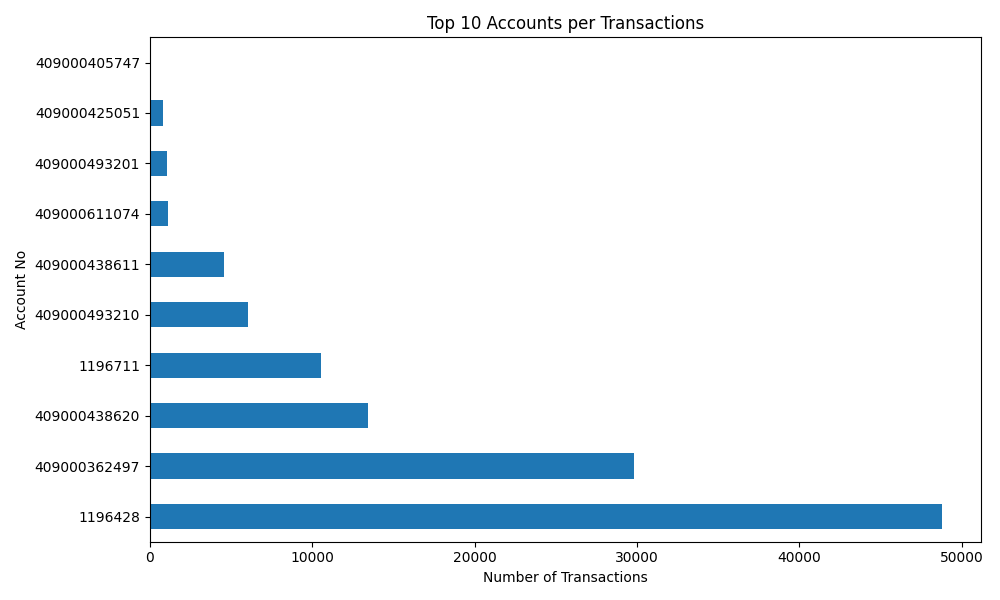 Top 10 Accounts per Transactions
Account No
409000405747
409000425051
409000493201
409000611074
409000438611
409000493210
1196711
409000438620
409000362497
1196428
0 10000 20000 30000 40000 50000
Number of Transactions